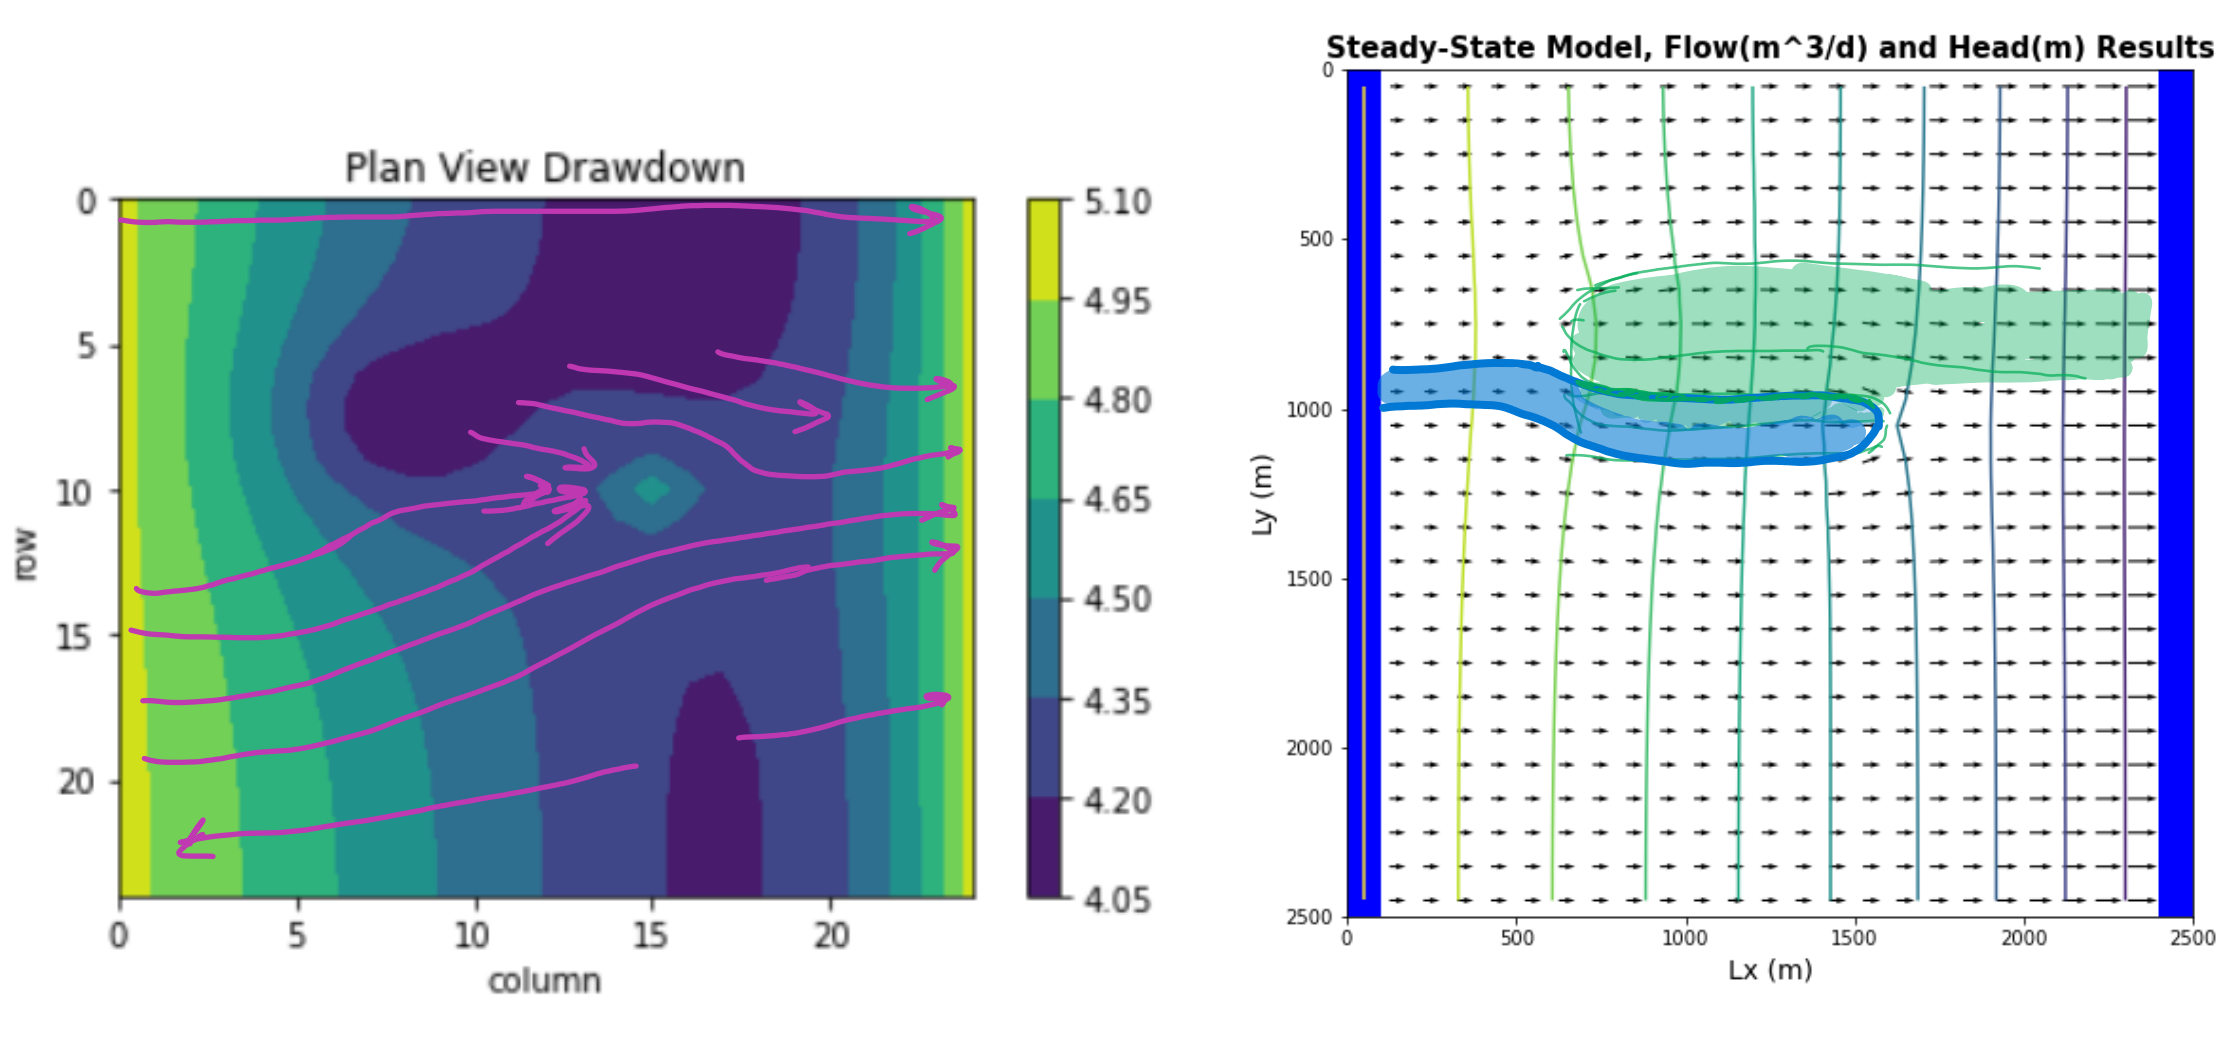 Plan View Drawdown
0
5
10
15
20
row
0 5 10 15 20
column
5.10
4.95
4.80
4.65
4.50
4.35
4.20
4.05
Steady-State Model, Flow(m^3/d) and Head(m) Results
0
500
1000
1500
2000
2500
Ly (m)
0 500 1000 1500 2000 2500
Lx (m)